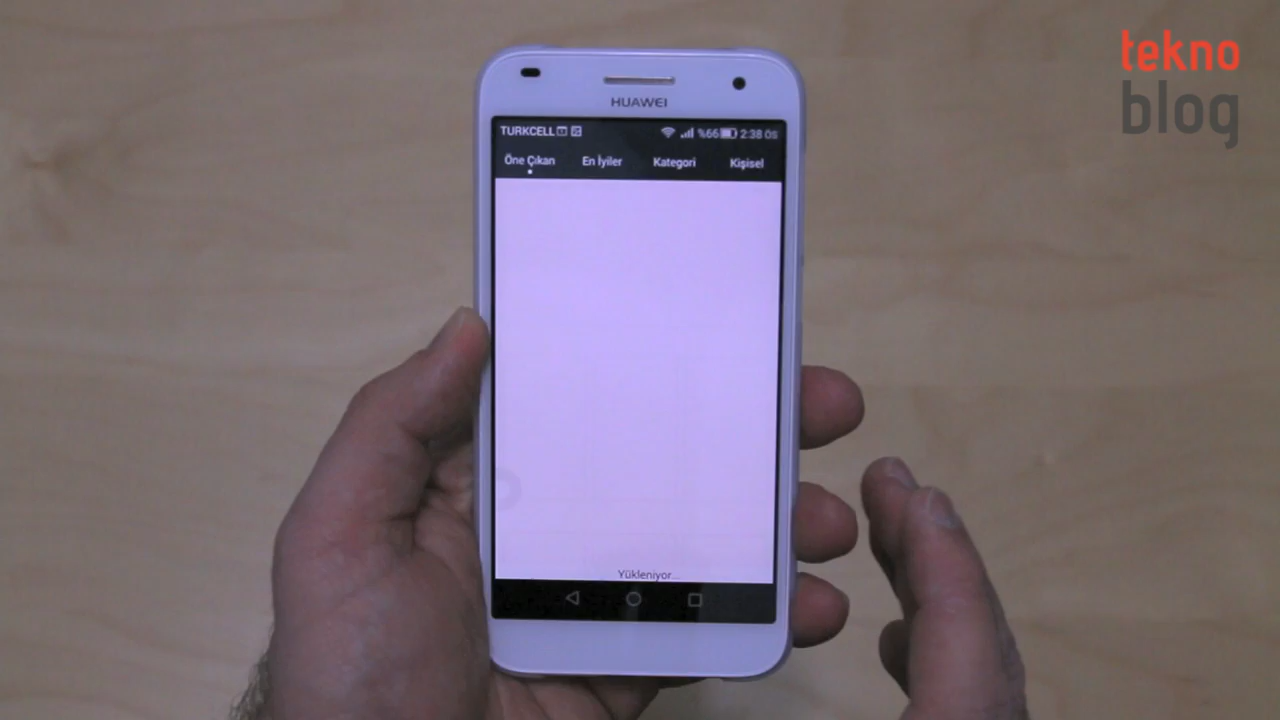 tekno
blog
HUAWEI
TURKCELL %66 2:38 ÖS
Öne Çıkan En İyiler Kategori Kişisel
Yükleniyor...